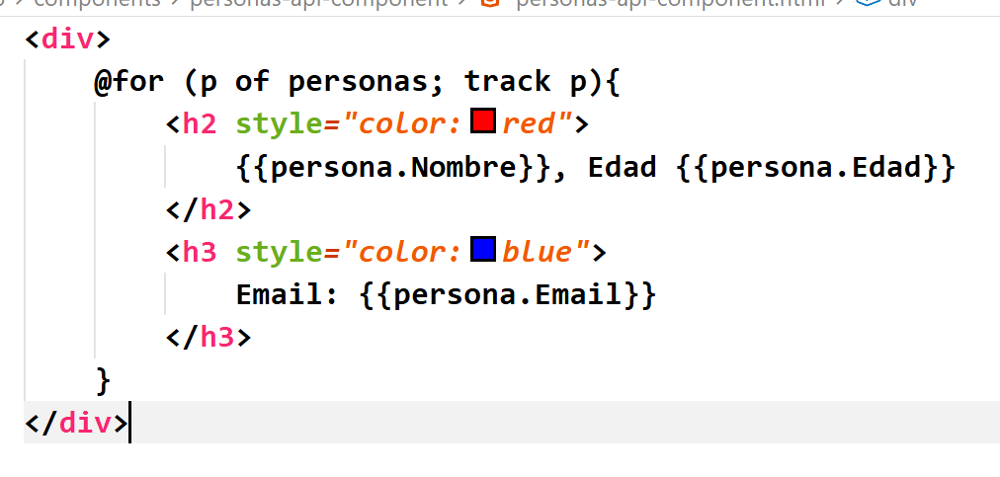 components > personas-api-component > personas-api-component.html > div
<div>
@for (p of personas; track p){
<h2 style="color:red">
{{persona.Nombre}}, Edad {{persona.Edad}}
</h2>
<h3 style="color:blue">
Email: {{persona.Email}}
</h3>
}
</div>